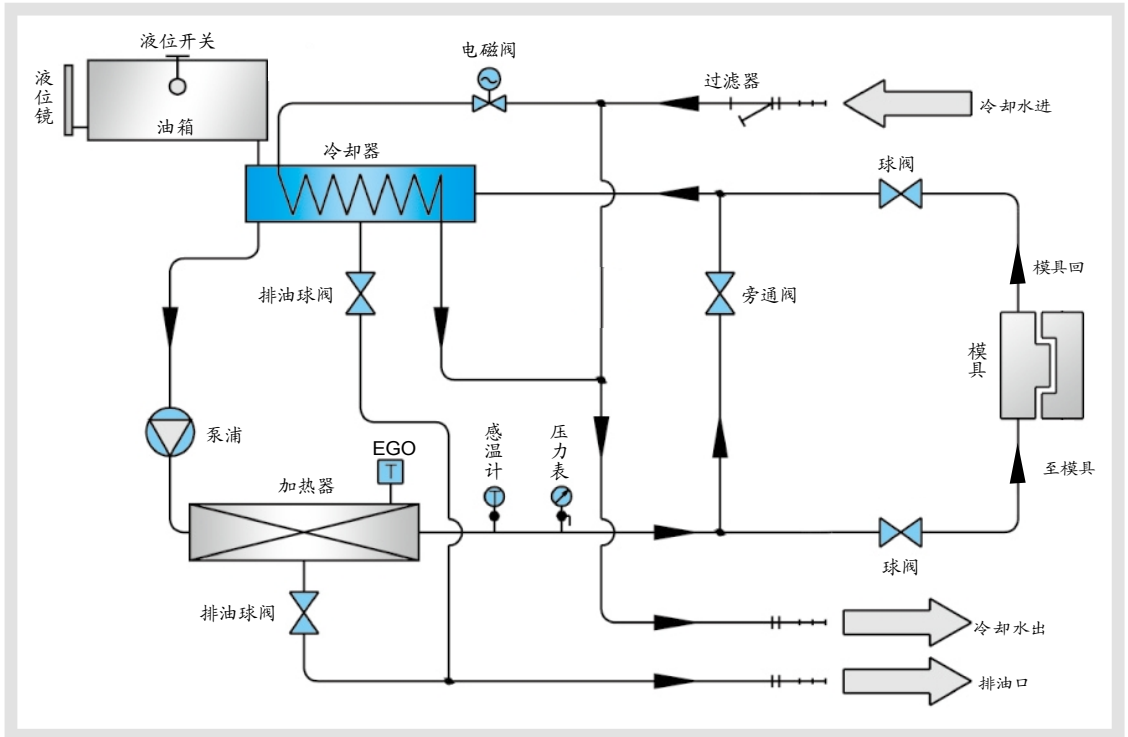 液位开关
电磁阀
过滤器
液位镜
冷却水进
油箱
冷却器
球阀
模具回
排油球阀
旁通阀
模具
感温计
压力表
泵浦
EGO
T
T
至模具
加热器
球阀
排油球阀
冷却水出
排油口